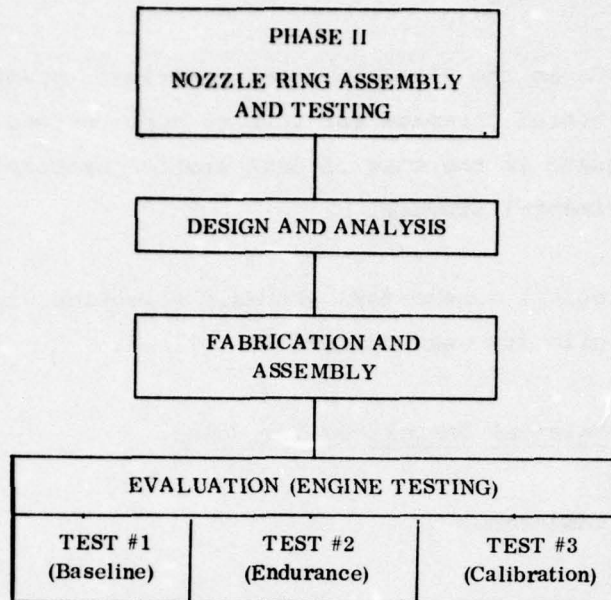 PHASE II
NOZZLE RING ASSEMBLY
AND TESTING
DESIGN AND ANALYSIS
FABRICATION AND
ASSEMBLY
EVALUATION (ENGINE TESTING)
TEST #1
(Baseline)
TEST #2
(Endurance)
TEST #3
(Calibration)